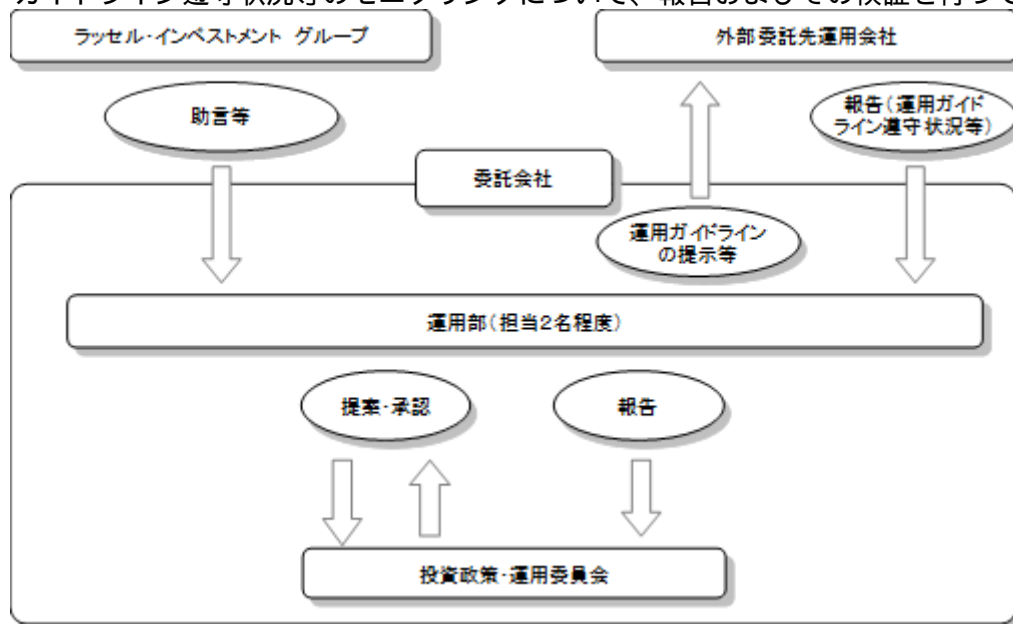 ガイドライン遵守状況等のモニタリングについて、報告およびその検証を行って
ラッセル・インベストメント グループ
外部委託先運用会社
助言等
報告(運用ガイド
ライン遵守状況等)
委託会社
運用ガイドライン
の提示等
運用部(担当2名程度)
提案・承認
報告
投資政策・運用委員会